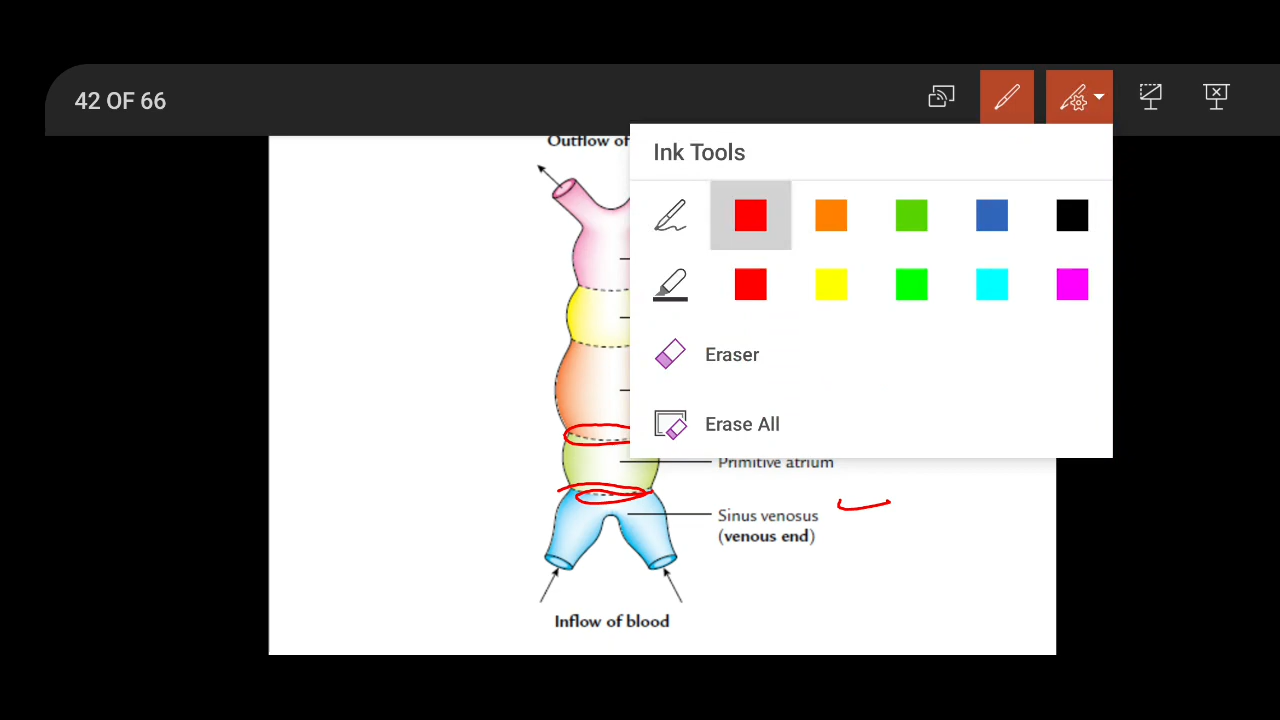 42 OF 66
Outflow of
Ink Tools
Eraser
Erase All
Primitive atrium
Sinus venosus
(venous end)
Inflow of blood